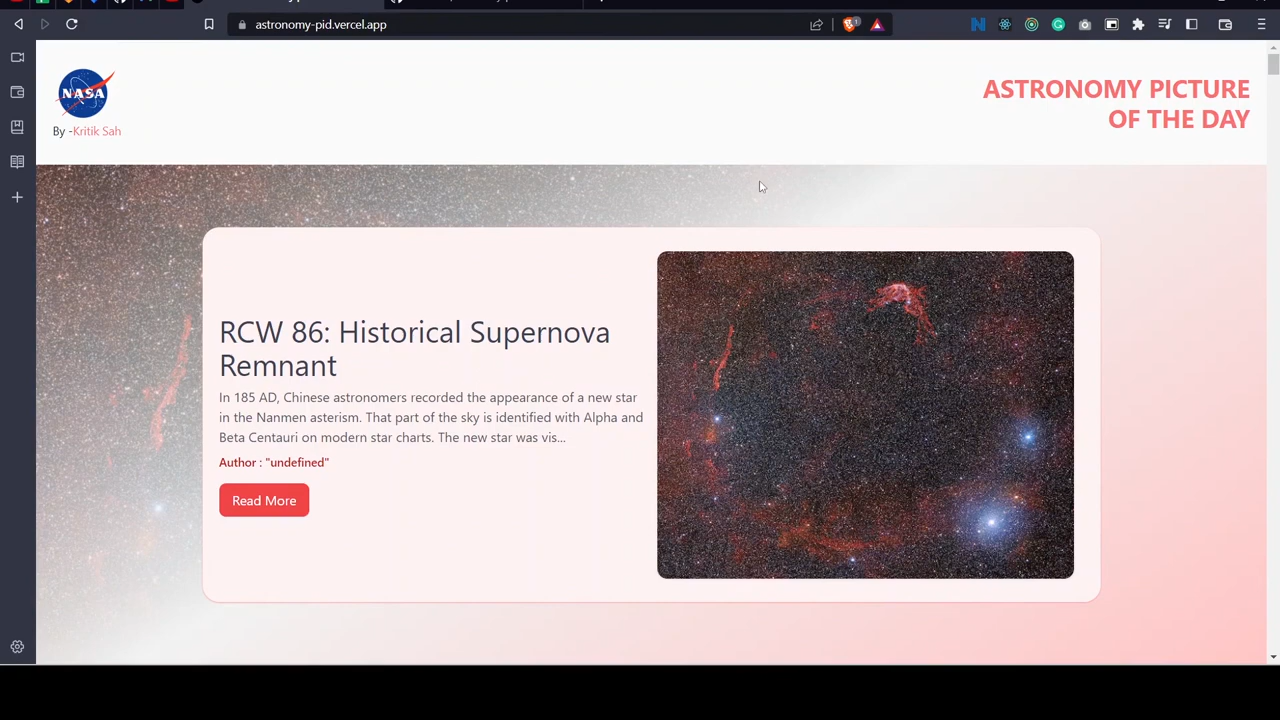 astronomy-pid.vercel.app
1
NASA
By -Kritik Sah
ASTRONOMY PICTURE
OF THE DAY
RCW 86: Historical Supernova
Remnant
In 185 AD, Chinese astronomers recorded the appearance of a new star
in the Nanmen asterism. That part of the sky is identified with Alpha and
Beta Centauri on modern star charts. The new star was vis...
Author : "undefined"
Read More